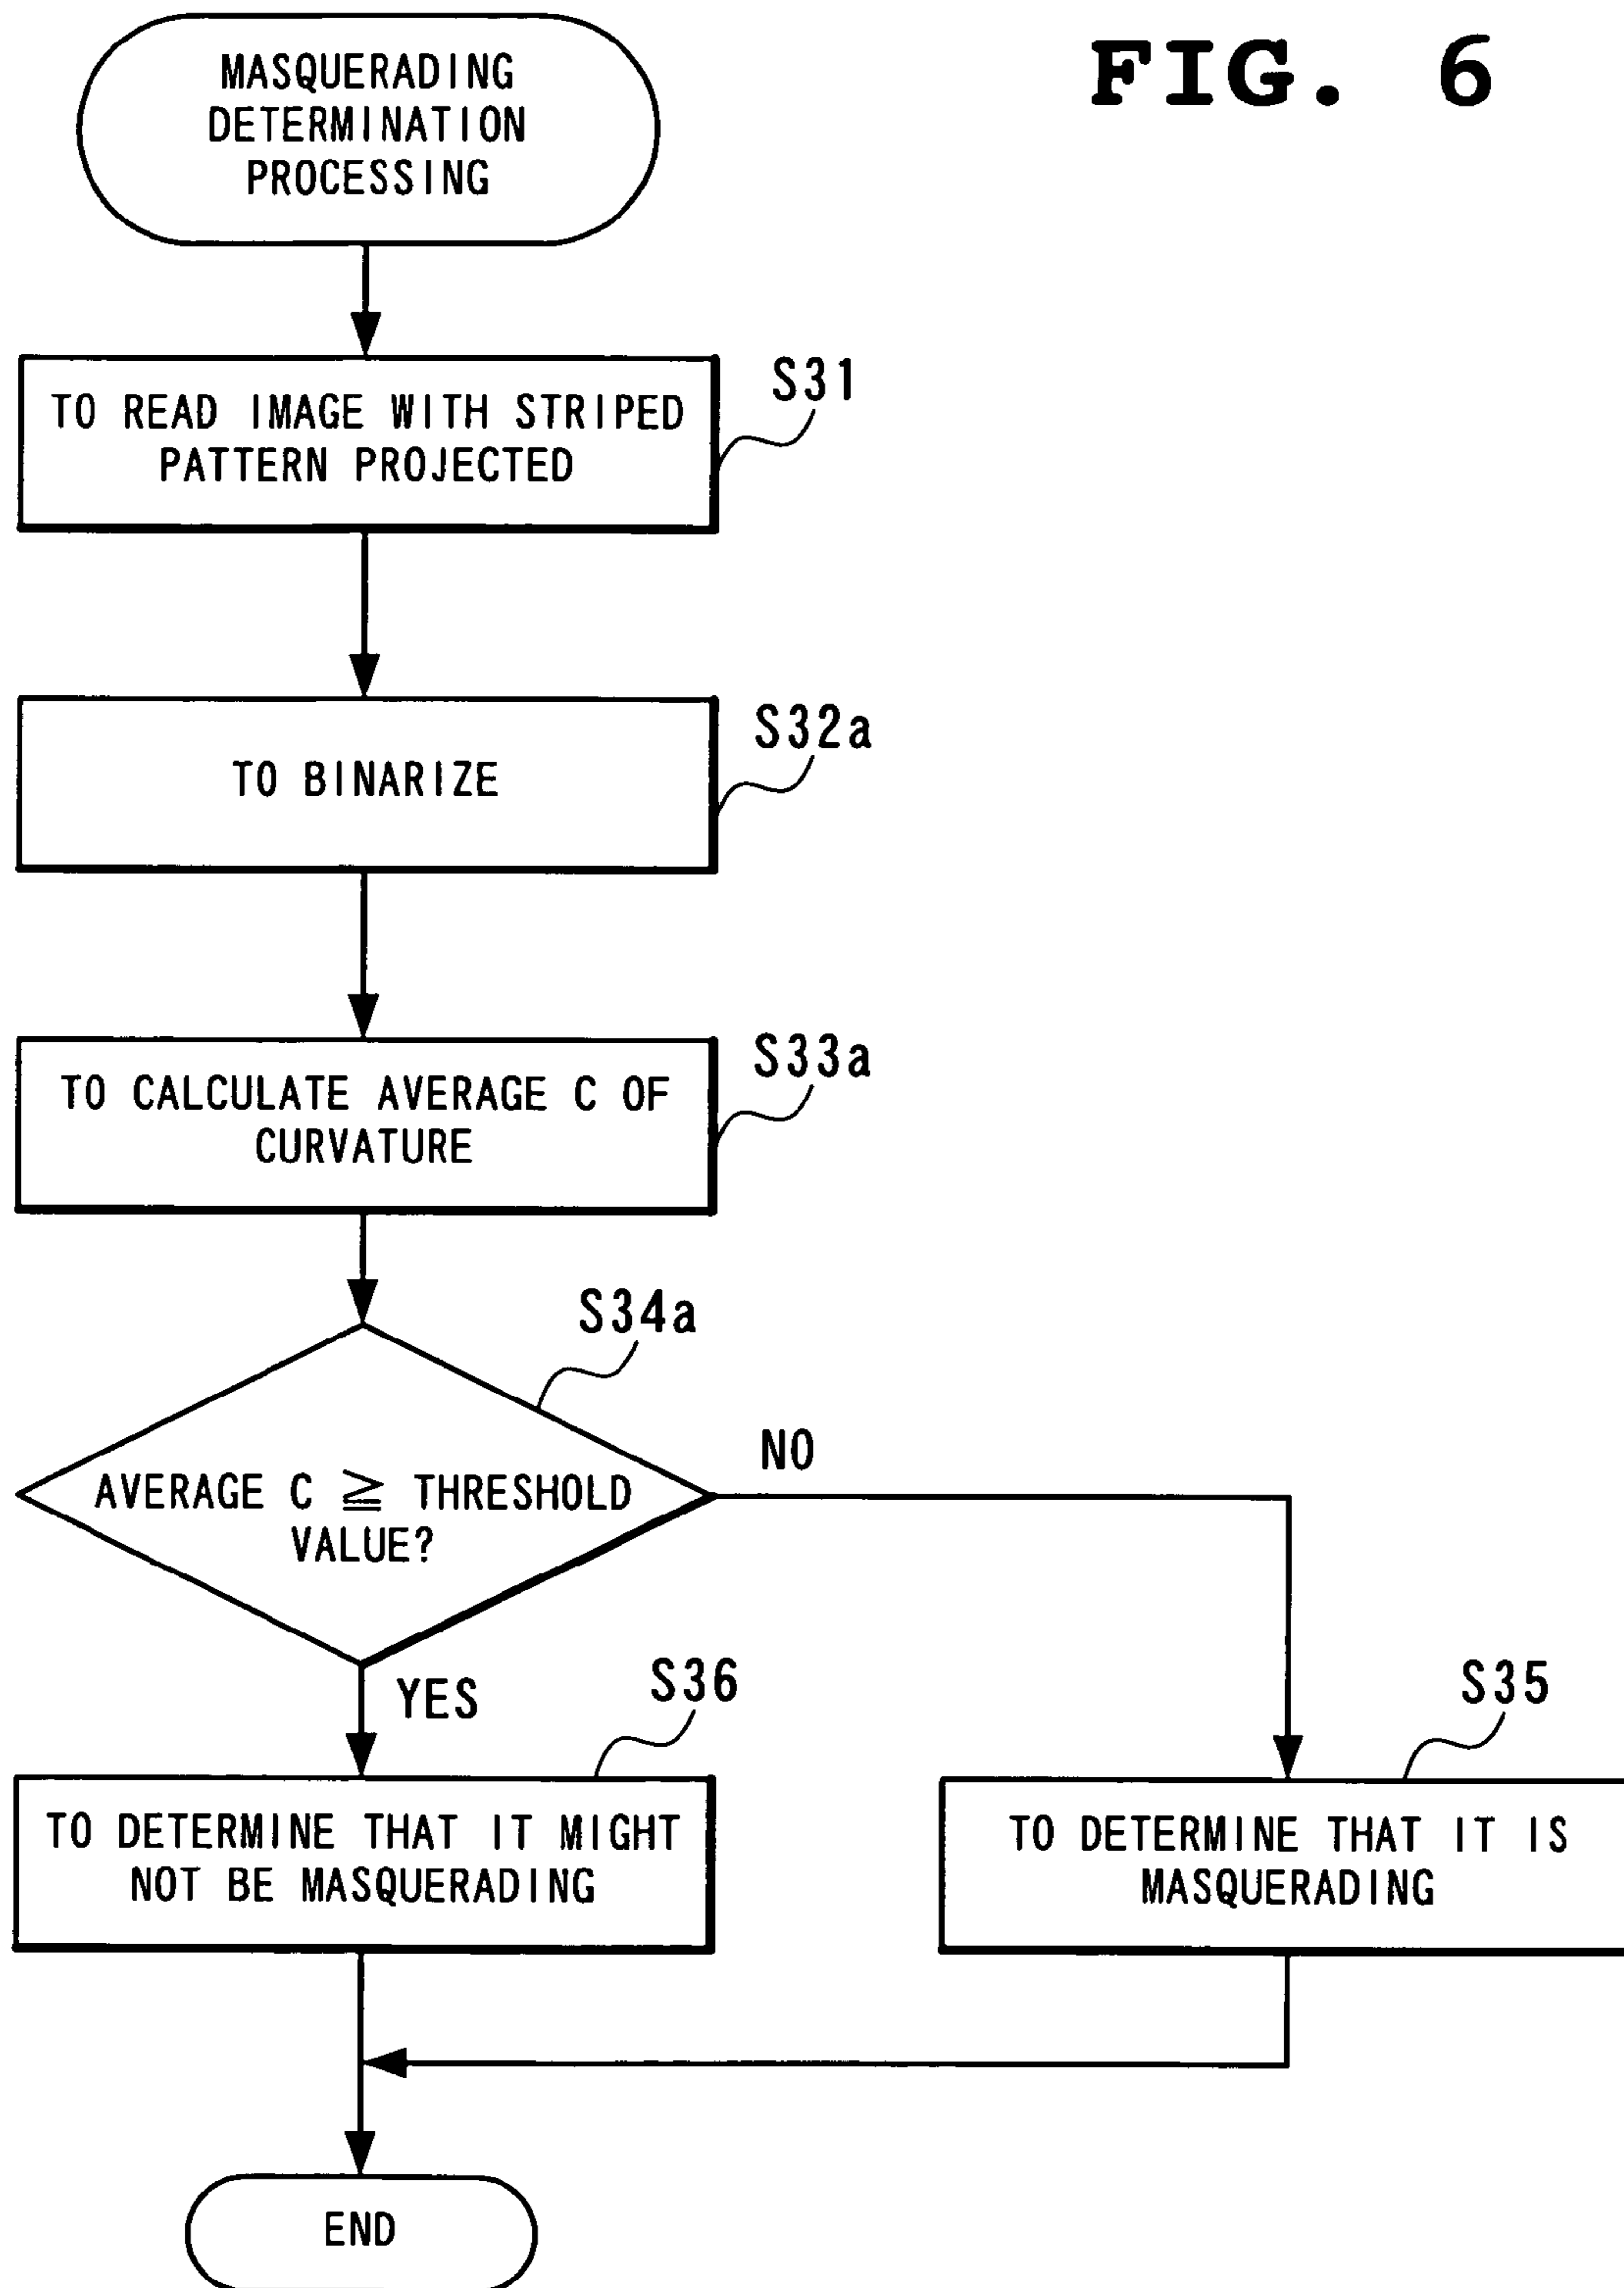 FIG. 6
MASQUERADING
DETERMINATION
PROCESSING
S31
TO READ IMAGE WITH STRIPED
PATTERN PROJECTED
S32a
TO BINARIZE
S33a
TO CALCULATE AVERAGE C OF
CURVATURE
S34a
AVERAGE C ≧ THRESHOLD
VALUE?
NO
YES
S36
TO DETERMINE THAT IT MIGHT
NOT BE MASQUERADING
S35
TO DETERMINE THAT IT IS
MASQUERADING
END